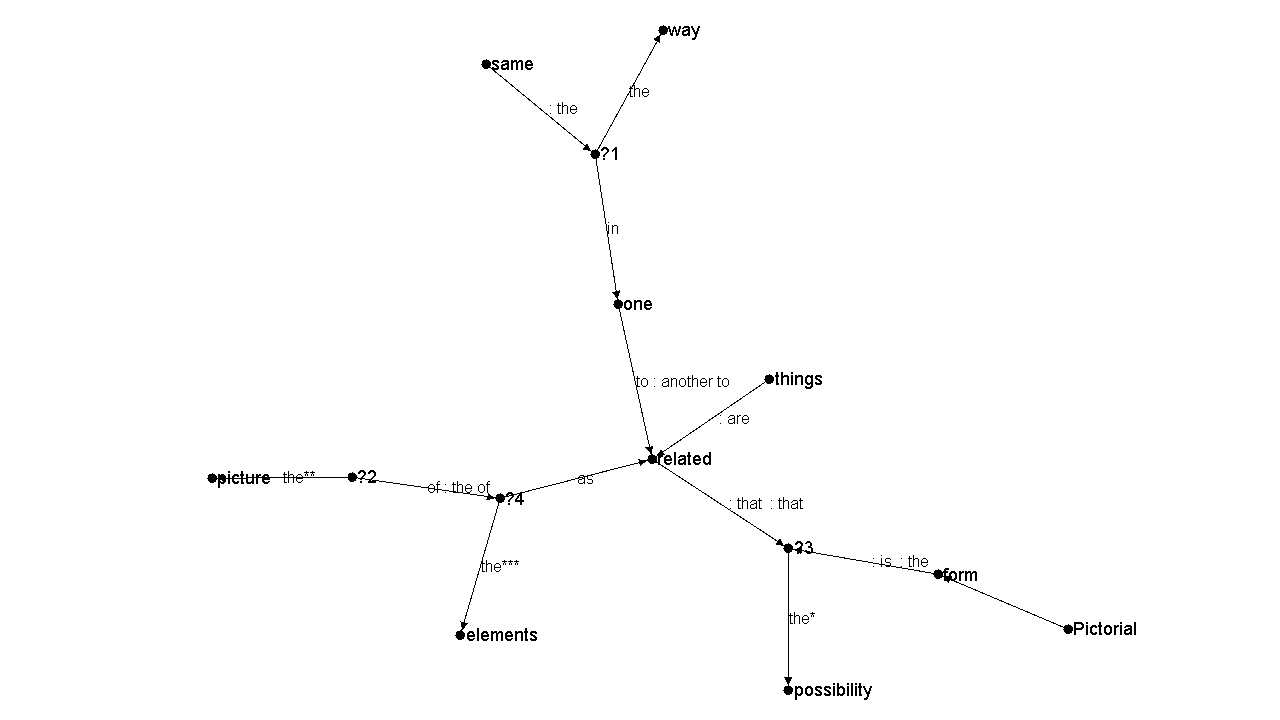 way
same
: the
the
?1
in
one
to : another to
things
: are
related
picture
the**
?2
of : the of
?4
as
: that : that
?3
: is : the
form
the***
the*
elements
Pictorial
possibility